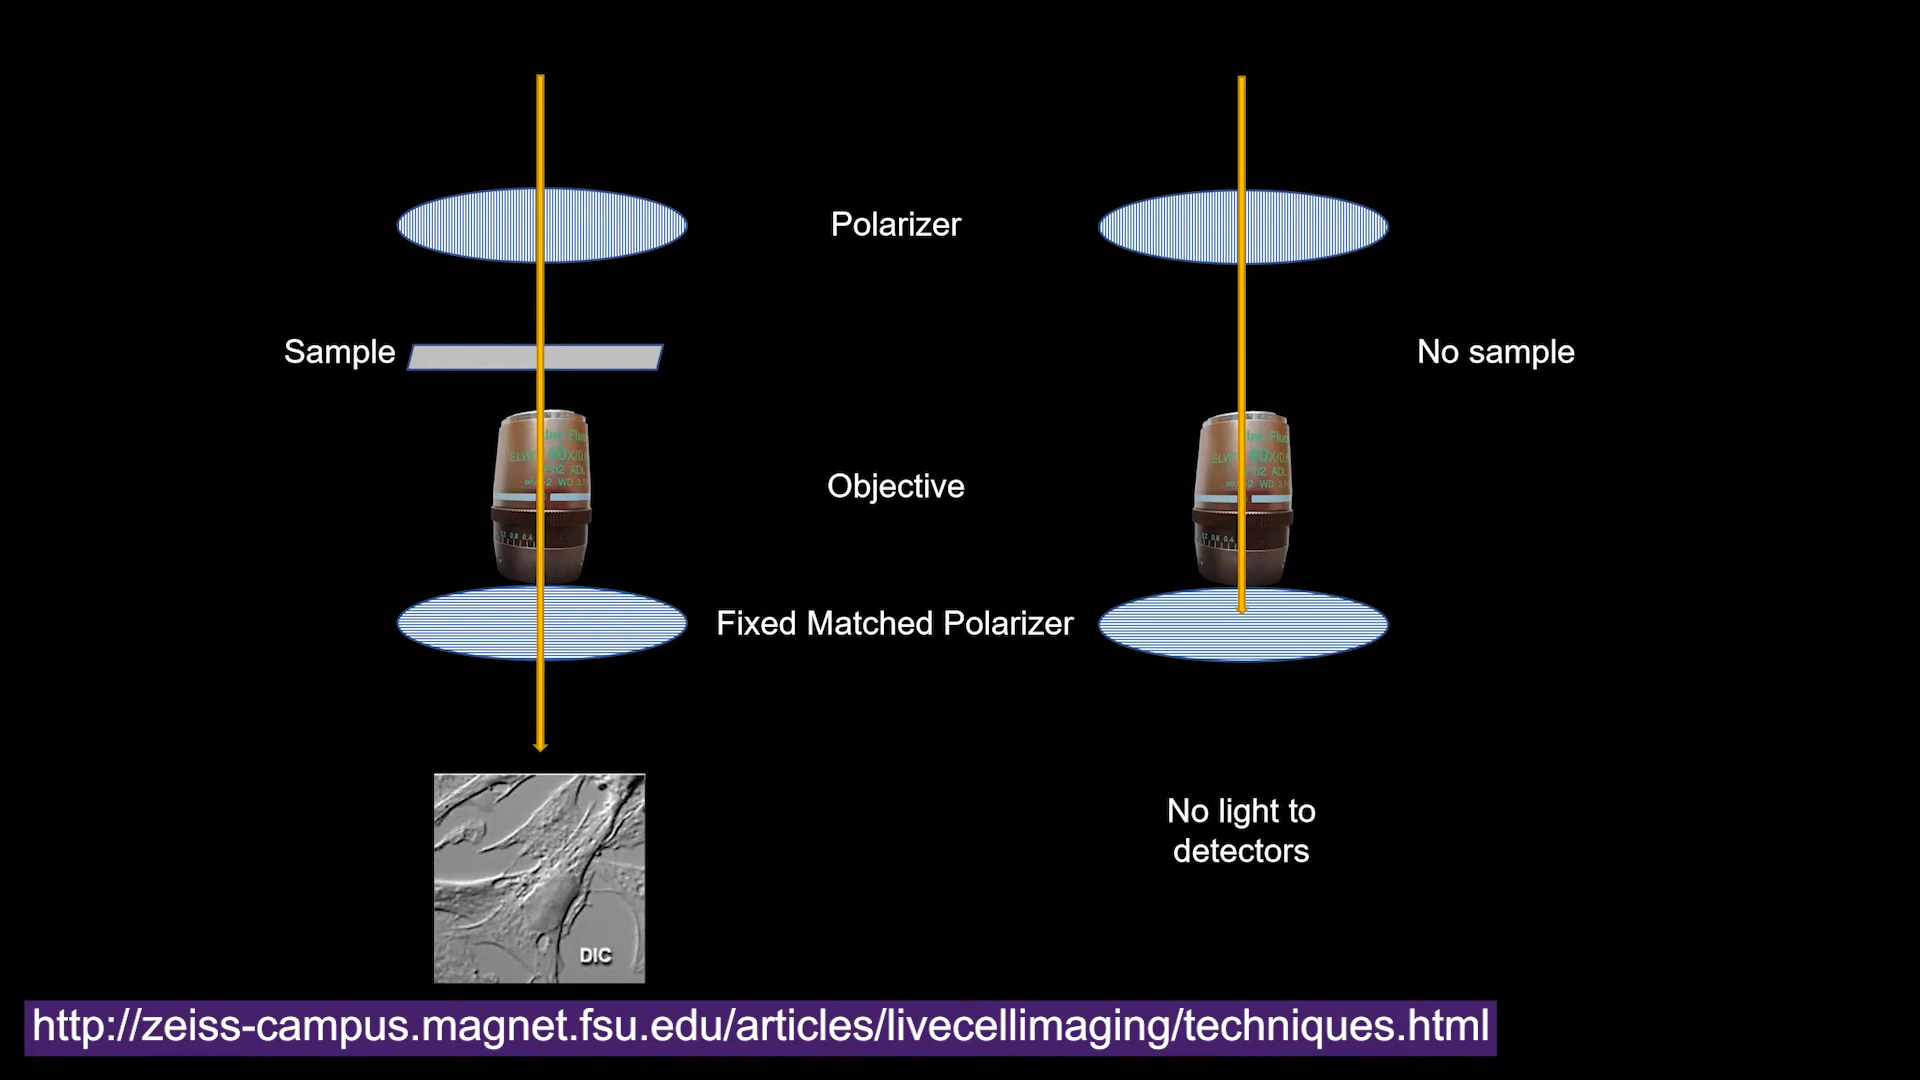 Polarizer
Sample
No sample
Objective
Fixed Matched Polarizer
No light to
detectors
DIC
http://zeiss-campus.magnet.fsu.edu/articles/livecellimaging/techniques.html